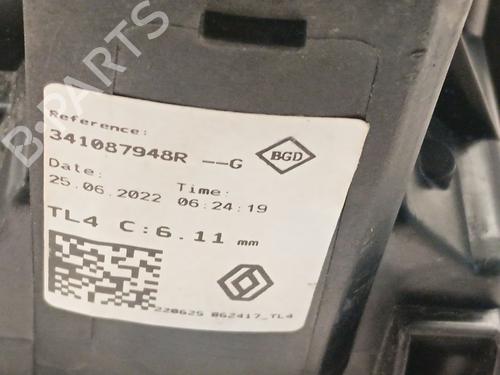 B-PARTS
Reference:
341087948R --G
BGD
Date:
Time:
25.06.2022 06:24:19
TL4 C:6.11 mm
220625 062417_TL4